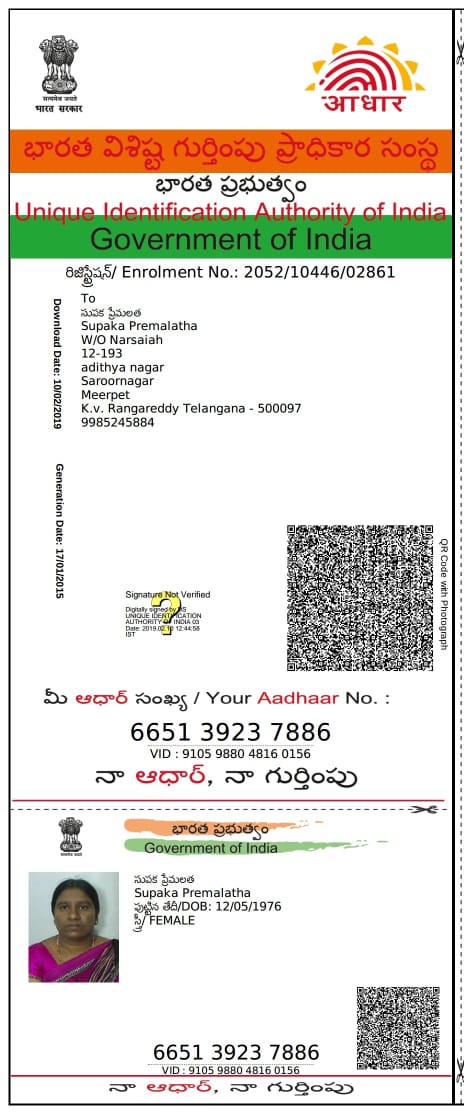 सत्यमेव जयते
भारत सरकार
आधार
భారత విశిష్ట గుర్తింపు ప్రాధికార సంస్థ
భారత ప్రభుత్వం
Unique Identification Authority of India
Government of India
రిజిస్ట్రేషన్/ Enrolment No.: 2052/10446/02861
Download Date: 10/02/2019
Generation Date: 17/01/2015
To
సుపక ప్రేమలత
Supaka Premalatha
W/O Narsaiah
12-193
adithya nagar
Saroornagar
Meerpet
K.v. Rangareddy Telangana - 500097
9985245884
QR Code with Photograph
Signature Not Verified
Digitally signed by DS
UNIQUE IDENTIFICATION
AUTHORITY OF INDIA 03
Date: 2019.02.10 12:44:58
IST
మీ ఆధార్ సంఖ్య / Your Aadhaar No. :
6651 3923 7886
VID : 9105 9880 4816 0156
నా ఆధార్, నా గుర్తింపు
భారత ప్రభుత్వం
Government of India
సుపక ప్రేమలత
Supaka Premalatha
పుట్టిన తేదీ/DOB: 12/05/1976
స్త్రీ/ FEMALE
6651 3923 7886
VID : 9105 9880 4816 0156
నా ఆధార్, నా గుర్తింపు